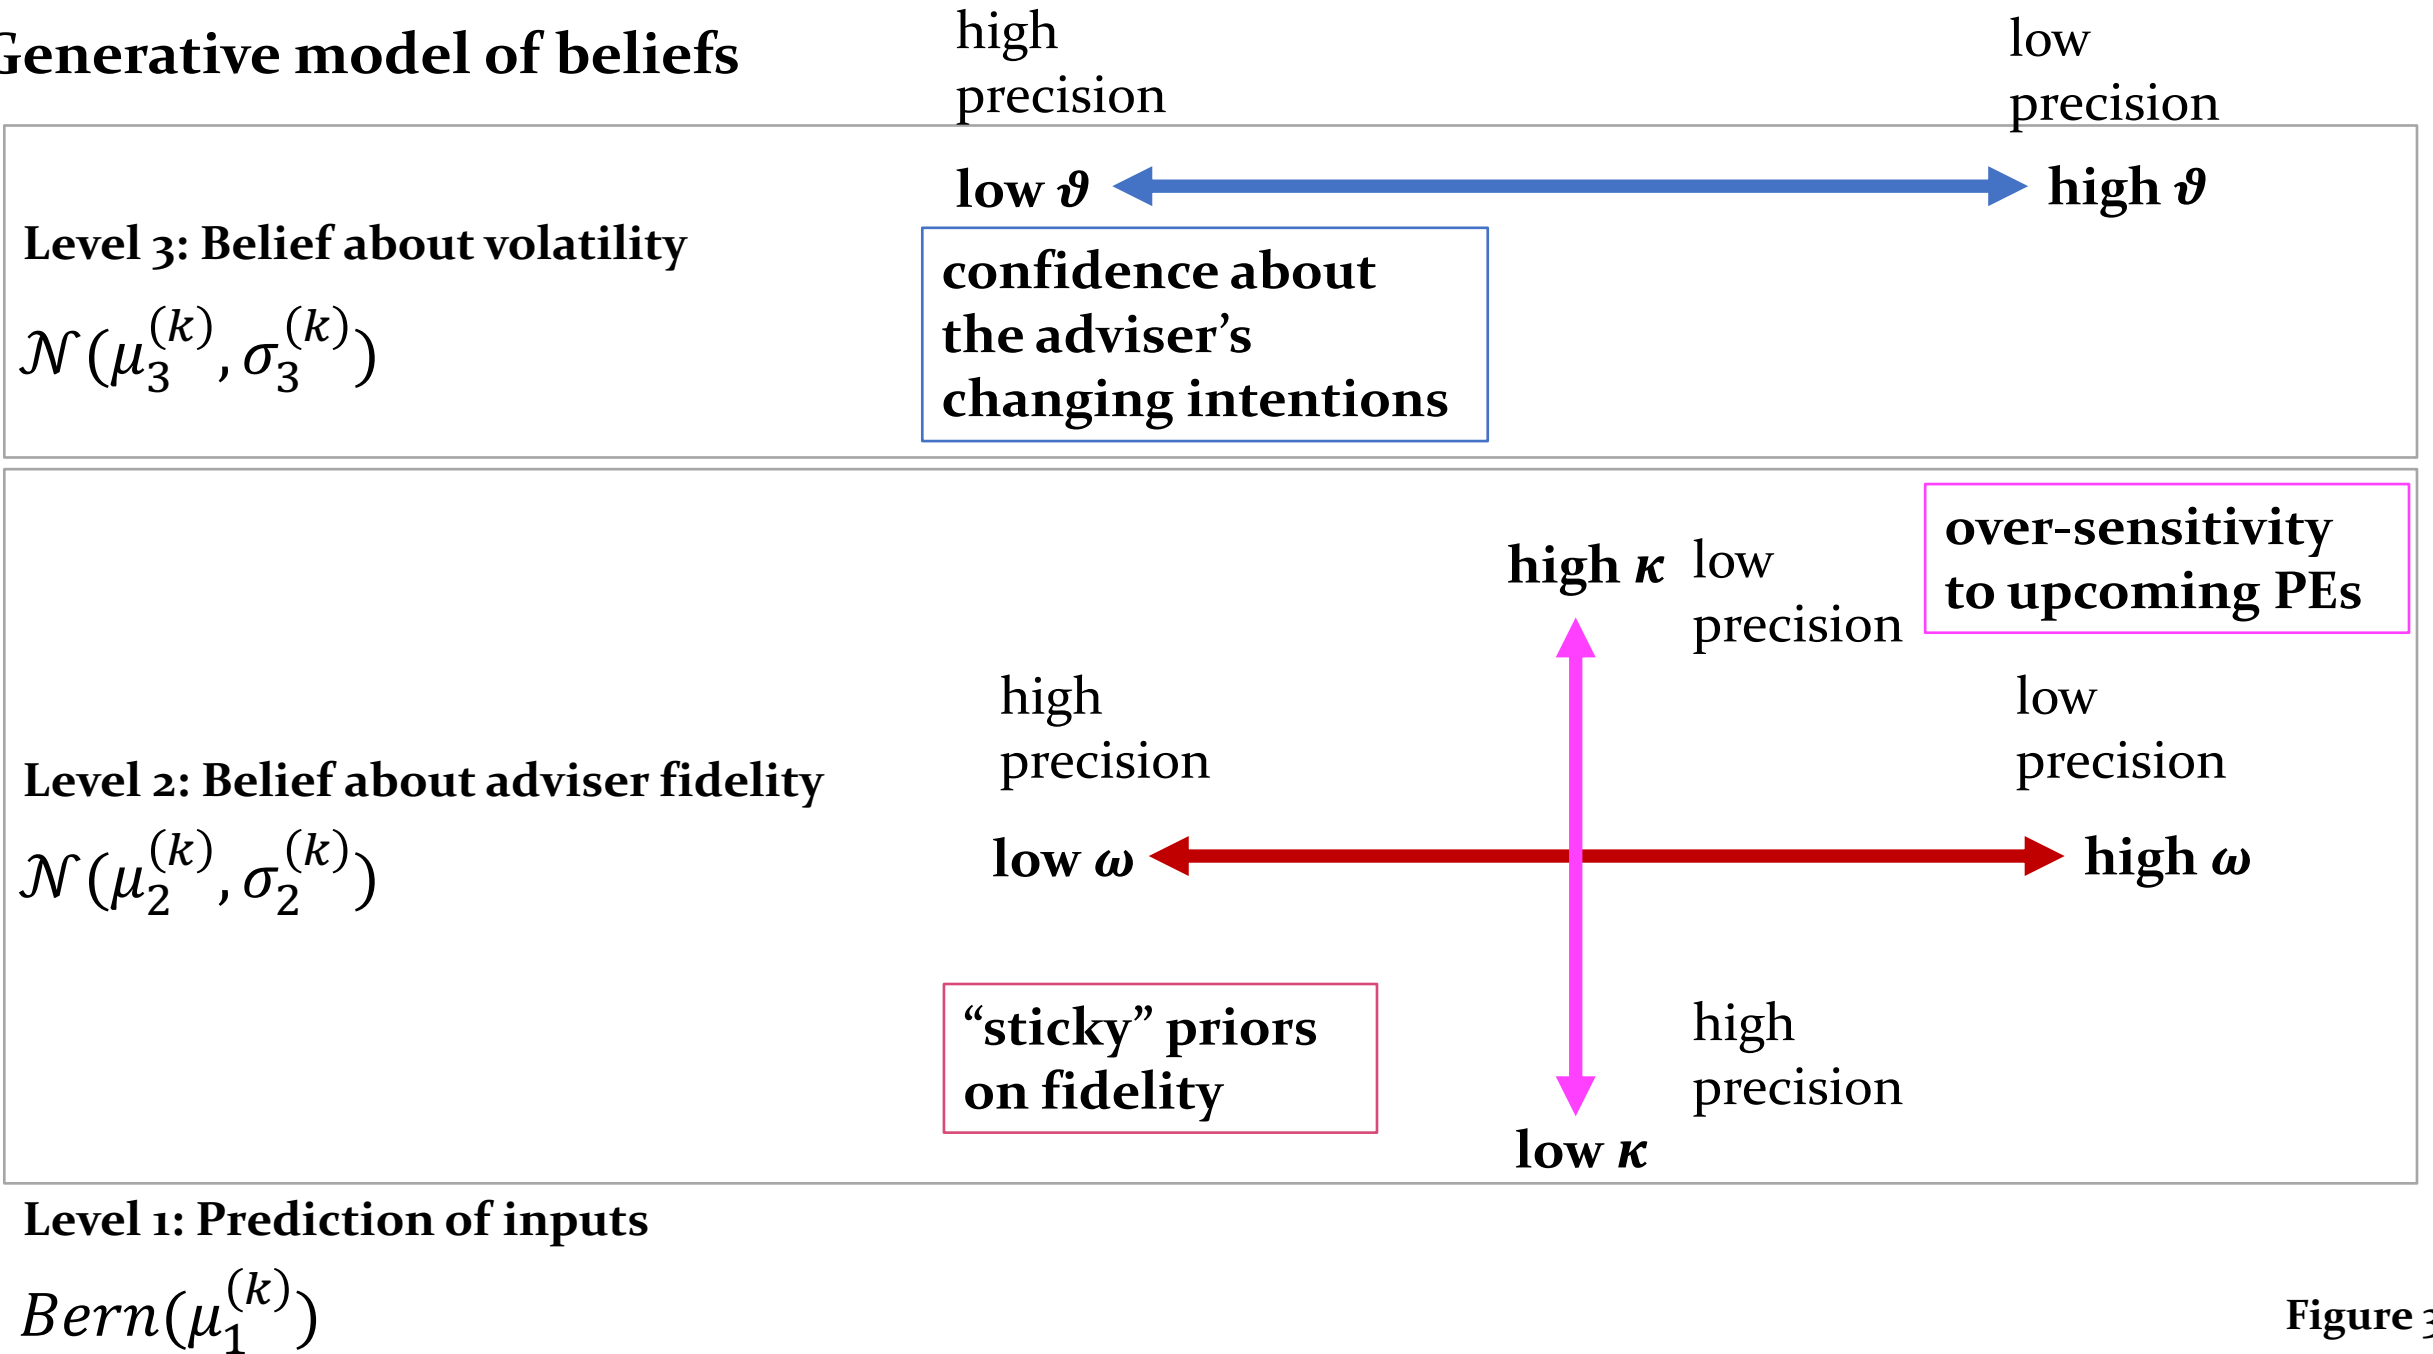 Generative model of beliefs
high
precision
low
precision
low ϑ
high ϑ
Level 3: Belief about volatility
𝒩(μ₃⁽ᵏ⁾, σ₃⁽ᵏ⁾)
confidence about
the adviser’s
changing intentions
over-sensitivity
to upcoming PEs
high κ
low
precision
high
precision
low
precision
Level 2: Belief about adviser fidelity
𝒩(μ₂⁽ᵏ⁾, σ₂⁽ᵏ⁾)
low ω
high ω
“sticky” priors
on fidelity
high
precision
low κ
Level 1: Prediction of inputs
Bern(μ₁⁽ᵏ⁾)
Figure 3